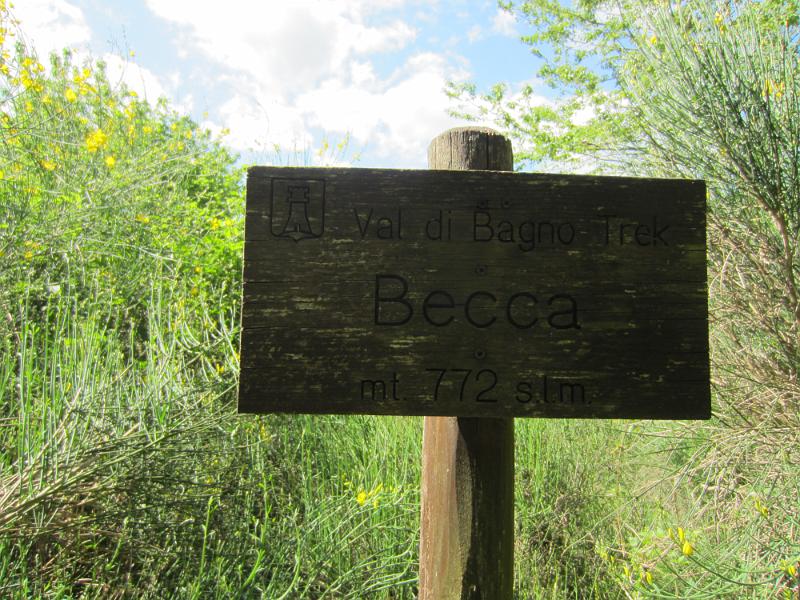 Val di Bagno Trek
Becca
mt. 772 s.l.m.